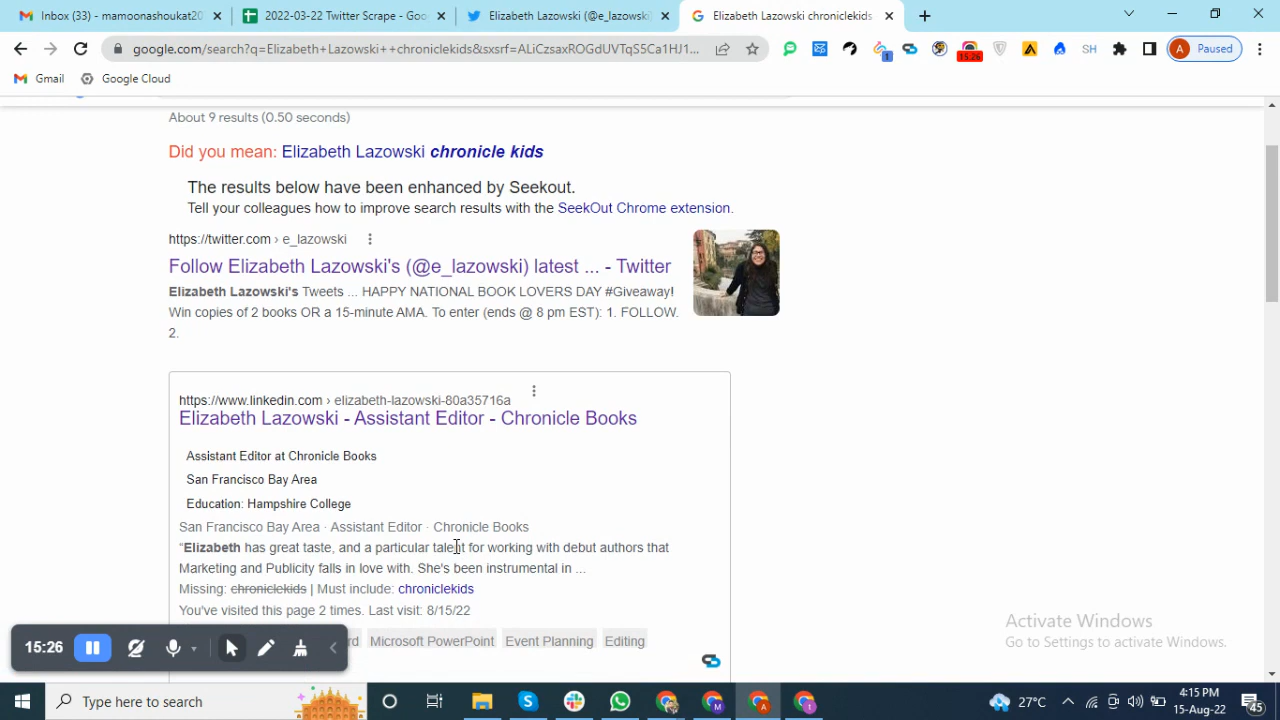 Inbox (33) - mamoonashoukat20
2022-03-22 Twitter Scrape - Goo
Elizabeth Lazowski (@e_lazowski)
Elizabeth Lazowski chroniclekids
google.com/search?q=Elizabeth+Lazowski++chroniclekids&sxsrf=ALiCzsaxROGdUVTqS5Ca1HJ1...
1
15.26
SH
A
Paused
Gmail
Google Cloud
About 9 results (0.50 seconds)
Did you mean: Elizabeth Lazowski chronicle kids
The results below have been enhanced by Seekout.
Tell your colleagues how to improve search results with the SeekOut Chrome extension.
https://twitter.com › e_lazowski
Follow Elizabeth Lazowski's (@e_lazowski) latest ... - Twitter
Elizabeth Lazowski's Tweets ... HAPPY NATIONAL BOOK LOVERS DAY #Giveaway!
Win copies of 2 books OR a 15-minute AMA. To enter (ends @ 8 pm EST): 1. FOLLOW.
2.
https://www.linkedin.com › elizabeth-lazowski-80a35716a
Elizabeth Lazowski - Assistant Editor - Chronicle Books
Assistant Editor at Chronicle Books
San Francisco Bay Area
Education: Hampshire College
San Francisco Bay Area · Assistant Editor · Chronicle Books
“Elizabeth has great taste, and a particular talent for working with debut authors that
Marketing and Publicity falls in love with. She's been instrumental in ...
Missing: chroniclekids | Must include: chroniclekids
You've visited this page 2 times. Last visit: 8/15/22
Microsoft PowerPoint
Event Planning
Editing
15:26
Activate Windows
Go to Settings to activate Windows.
Type here to search
27°C
4:15 PM
15-Aug-22
45